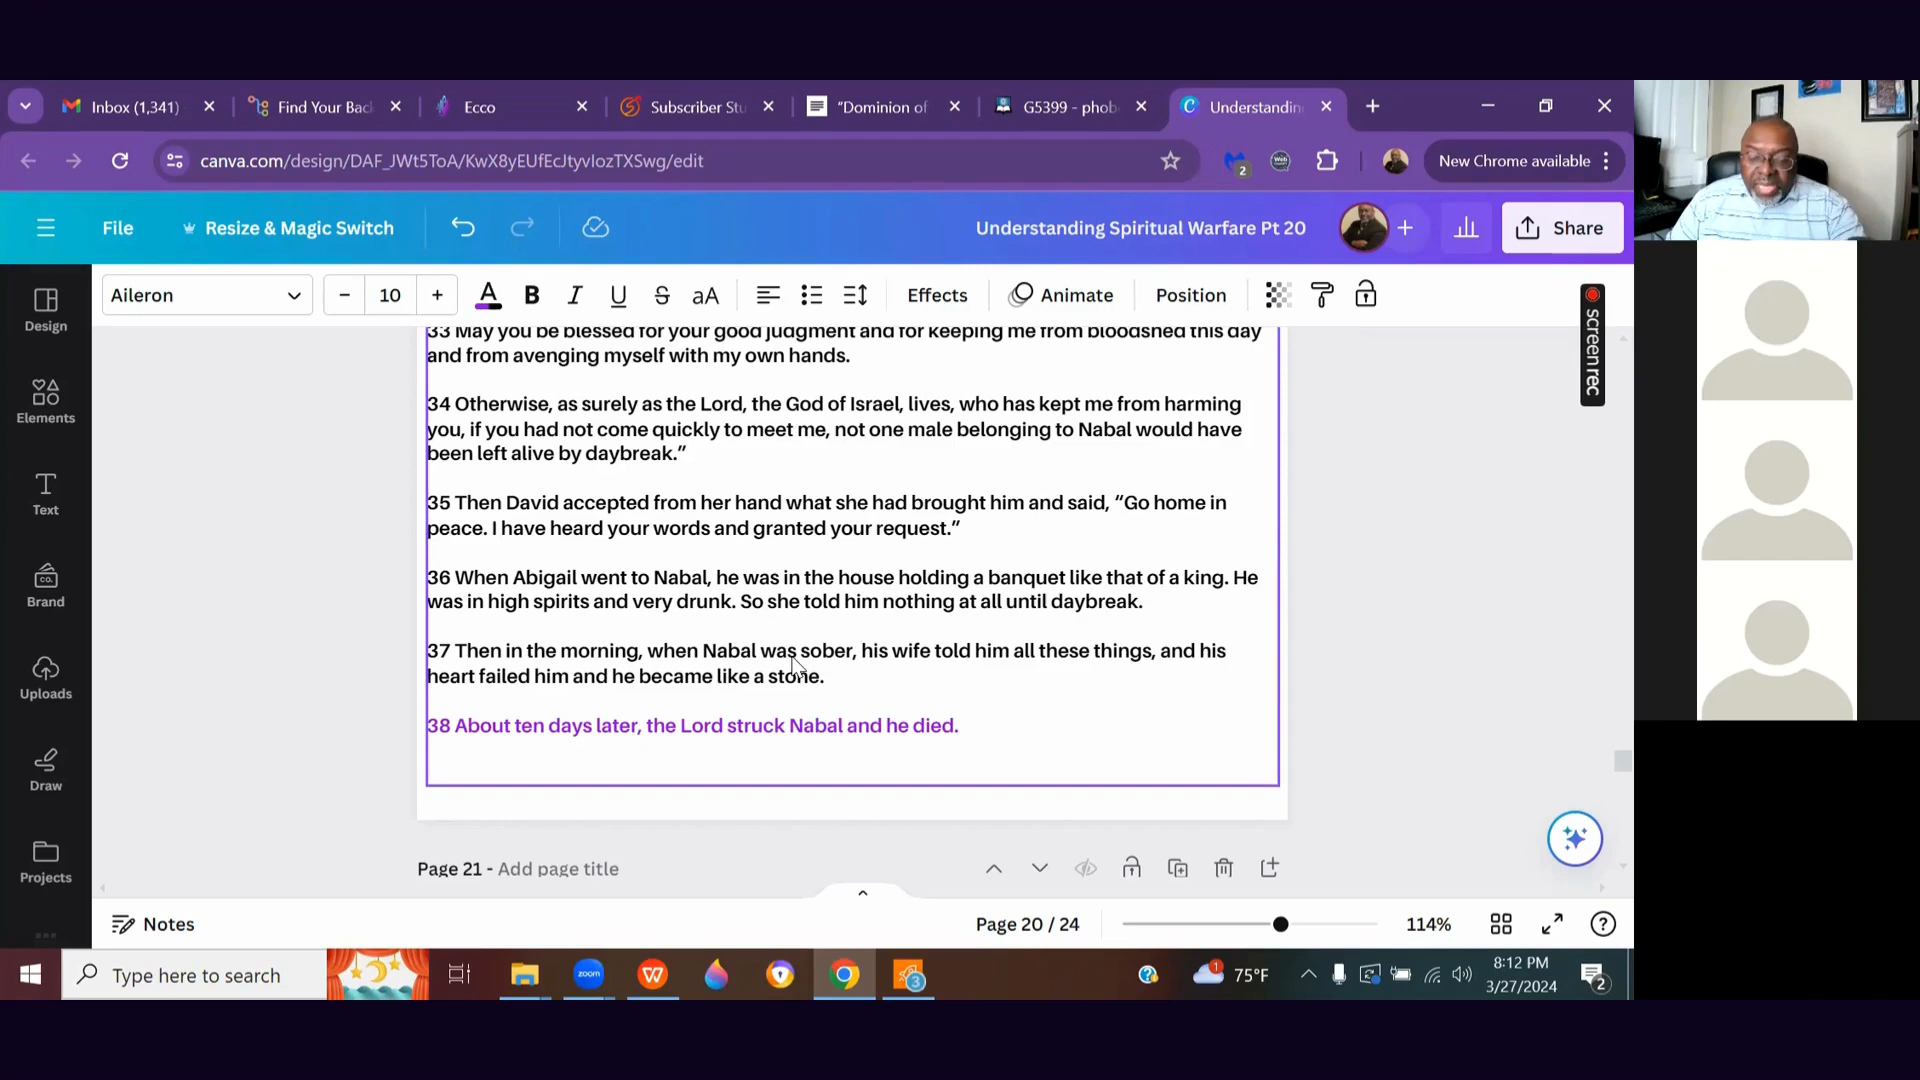 Inbox (1,341)
Find Your Bac
Ecco
Subscriber Stu
"Dominion of
G5399 - phob
Understandin
canva.com/design/DAF_JWt5ToA/KwX8yEUfEcJtyvIozTXSwg/edit
2
New Chrome available
File
Resize & Magic Switch
Understanding Spiritual Warfare Pt 20
Share
Aileron
10
A B I U S aA
Effects
Animate
Position
screenrec
Design
Elements
Text
CO.
Brand
Uploads
Draw
Projects
33 May you be blessed for your good judgment and for keeping me from bloodshed this day
and from avenging myself with my own hands.
34 Otherwise, as surely as the Lord, the God of Israel, lives, who has kept me from harming
you, if you had not come quickly to meet me, not one male belonging to Nabal would have
been left alive by daybreak.”
35 Then David accepted from her hand what she had brought him and said, “Go home in
peace. I have heard your words and granted your request.”
36 When Abigail went to Nabal, he was in the house holding a banquet like that of a king. He
was in high spirits and very drunk. So she told him nothing at all until daybreak.
37 Then in the morning, when Nabal was sober, his wife told him all these things, and his
heart failed him and he became like a stone.
38 About ten days later, the Lord struck Nabal and he died.
Page 21 - Add page title
Notes
Page 20 / 24
114%
Type here to search
zoom
3
1
75°F
8:12 PM
3/27/2024
2